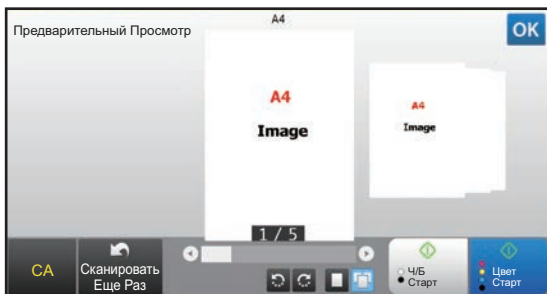 A4
Предварительный Просмотр
OK
A4
Image
A4
Image
1 / 5
CA
Сканировать
Еще Раз
Ч/Б
Старт
Цвет
Старт